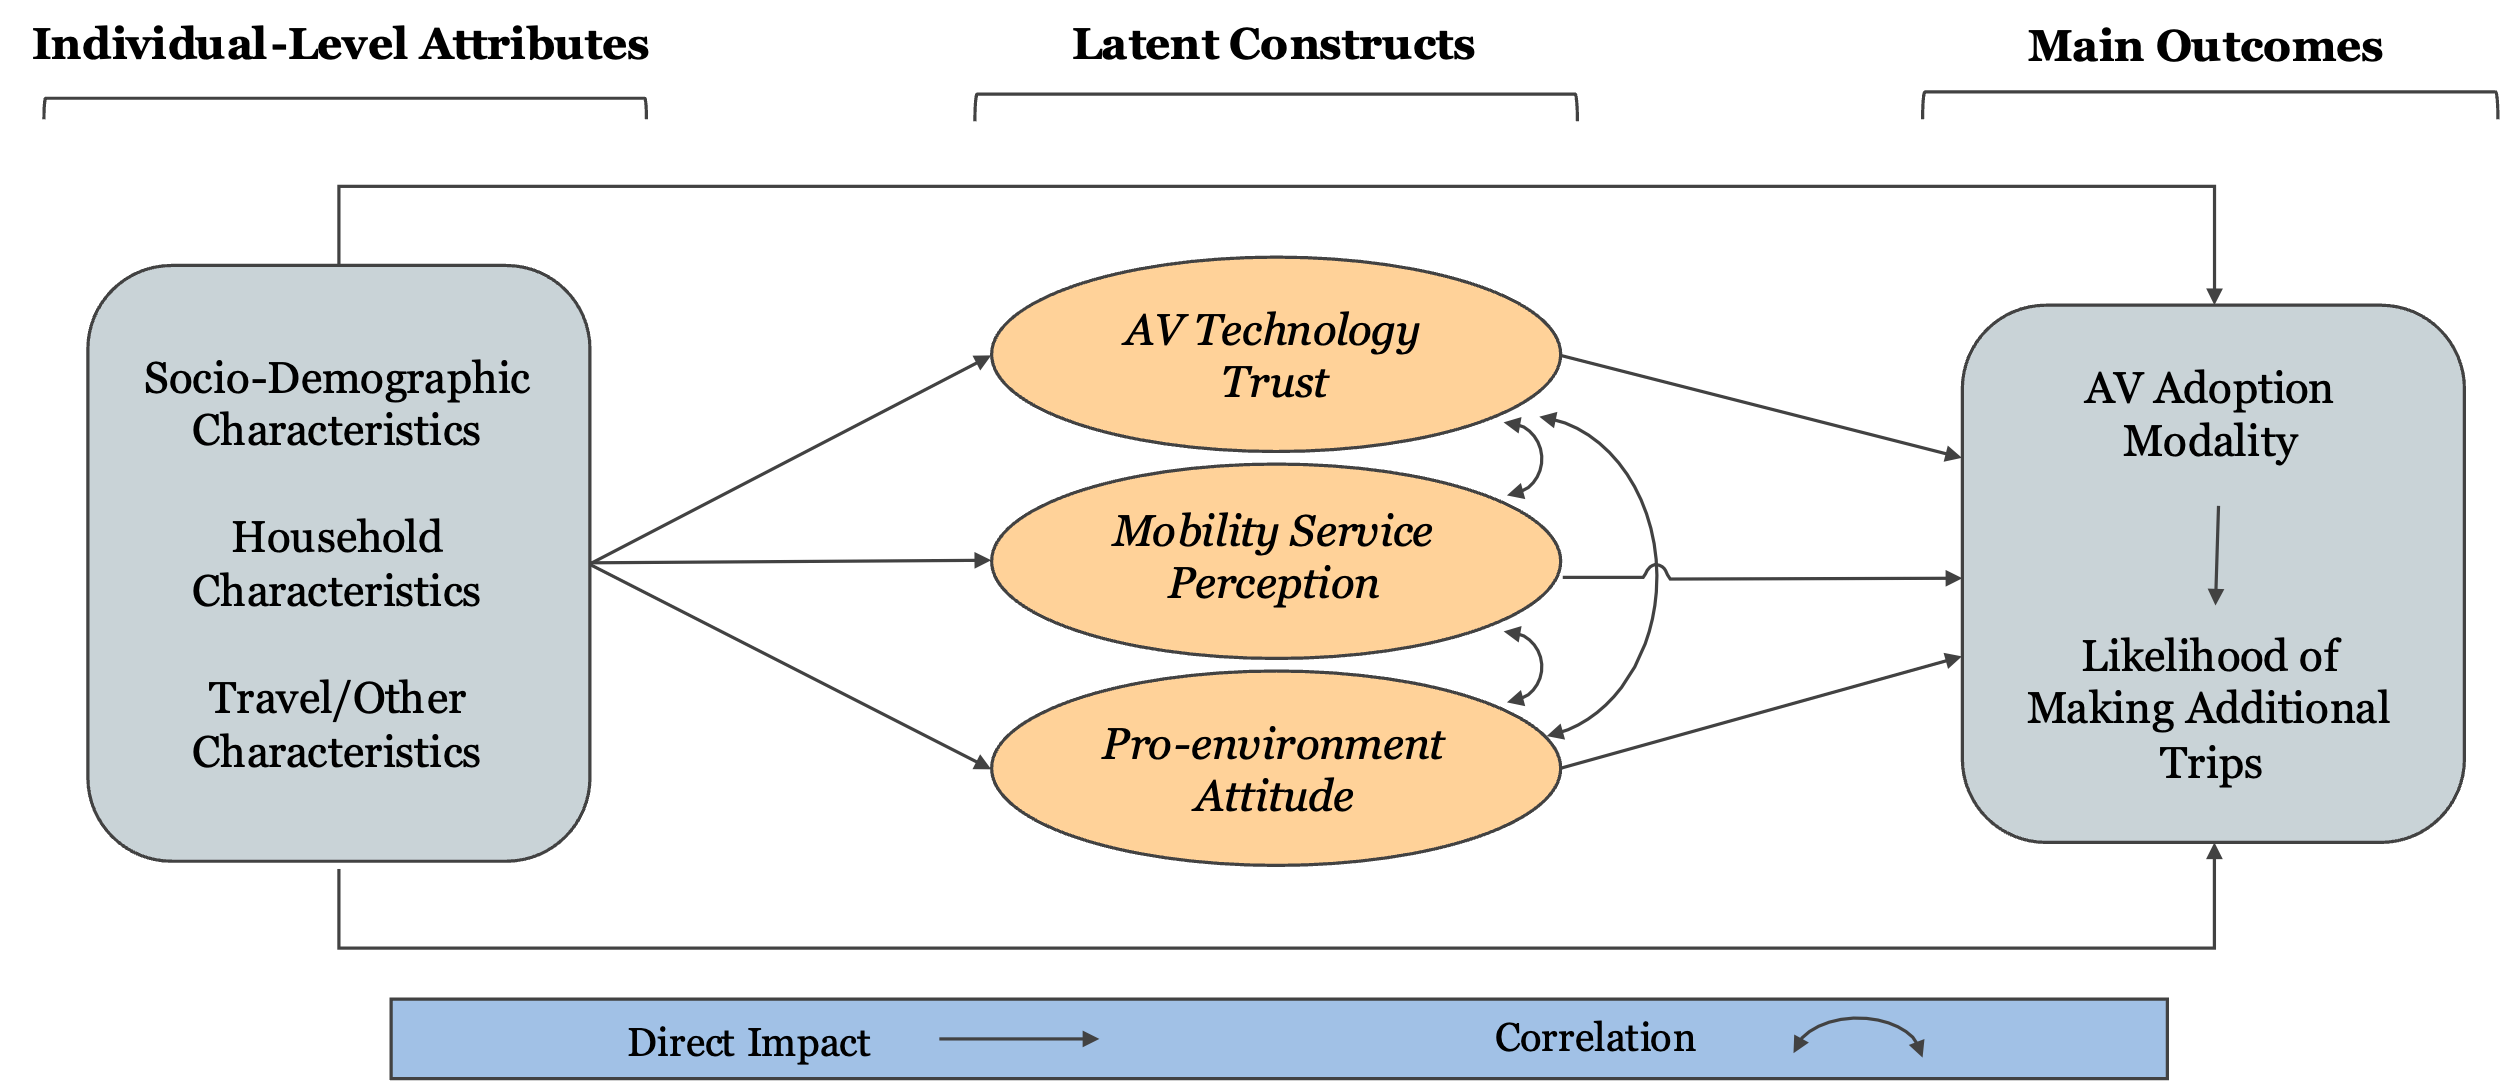 Individual-Level Attributes
Latent Constructs
Main Outcomes
Socio-Demographic
Characteristics
Household
Characteristics
Travel/Other
Characteristics
AV Technology
Trust
Mobility Service
Perception
Pro-environment
Attitude
AV Adoption
Modality
Likelihood of
Making Additional
Trips
Direct Impact
Correlation